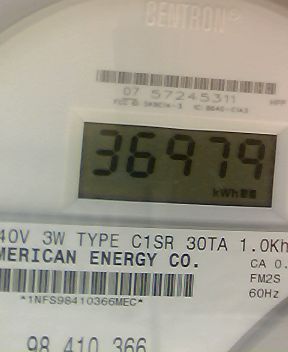 CENTRON®
07 57245311
36979
kWh
40V 3W TYPE C1SR 30TA 1.0Kh
MERICAN ENERGY CO.
CA 0.
FM2S
*1NFS98410366MEC*
60Hz
98 410 366